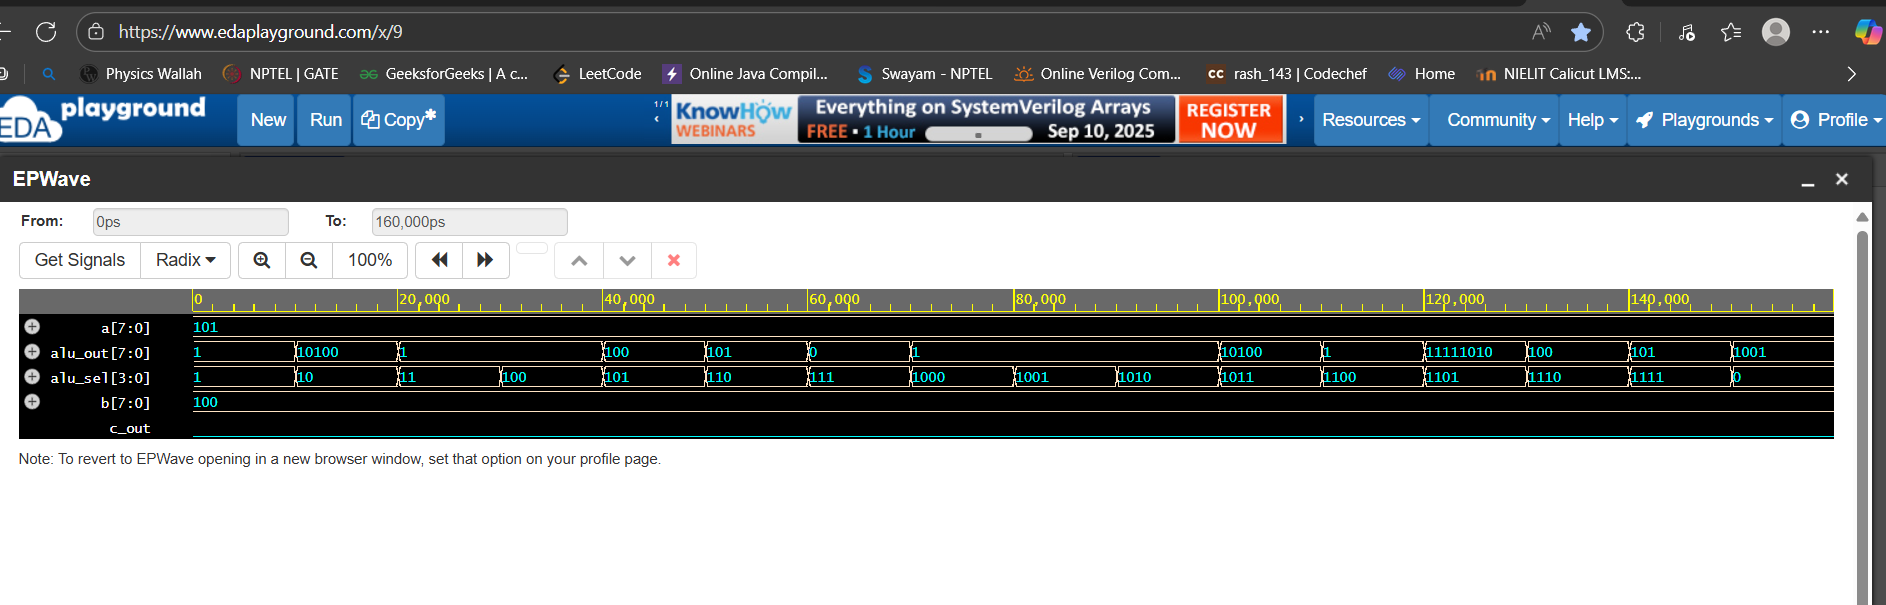 https://www.edaplayground.com/x/9
Physics Wallah NPTEL | GATE GeeksforGeeks | A c... LeetCode Online Java Compil... Swayam - NPTEL Online Verilog Com... CC rash_143 | Codechef Home NIELIT Calicut LMS:...
EDA playground New Run Copy* 1/1 KnowHow WEBINARS Everything on SystemVerilog Arrays FREE • 1 Hour Sep 10, 2025 REGISTER NOW Resources Community Help Playgrounds Profile
EPWave
From: 0ps To: 160,000ps
Get Signals Radix 100%
0 20,000 40,000 60,000 80,000 100,000 120,000 140,000
a[7:0] 101
alu_out[7:0] 1 10100 1 100 101 0 1 10100 1 11111010 100 101 1001
alu_sel[3:0] 1 10 11 100 101 110 111 1000 1001 1010 1011 1100 1101 1110 1111 0
b[7:0] 100
c_out
Note: To revert to EPWave opening in a new browser window, set that option on your profile page.